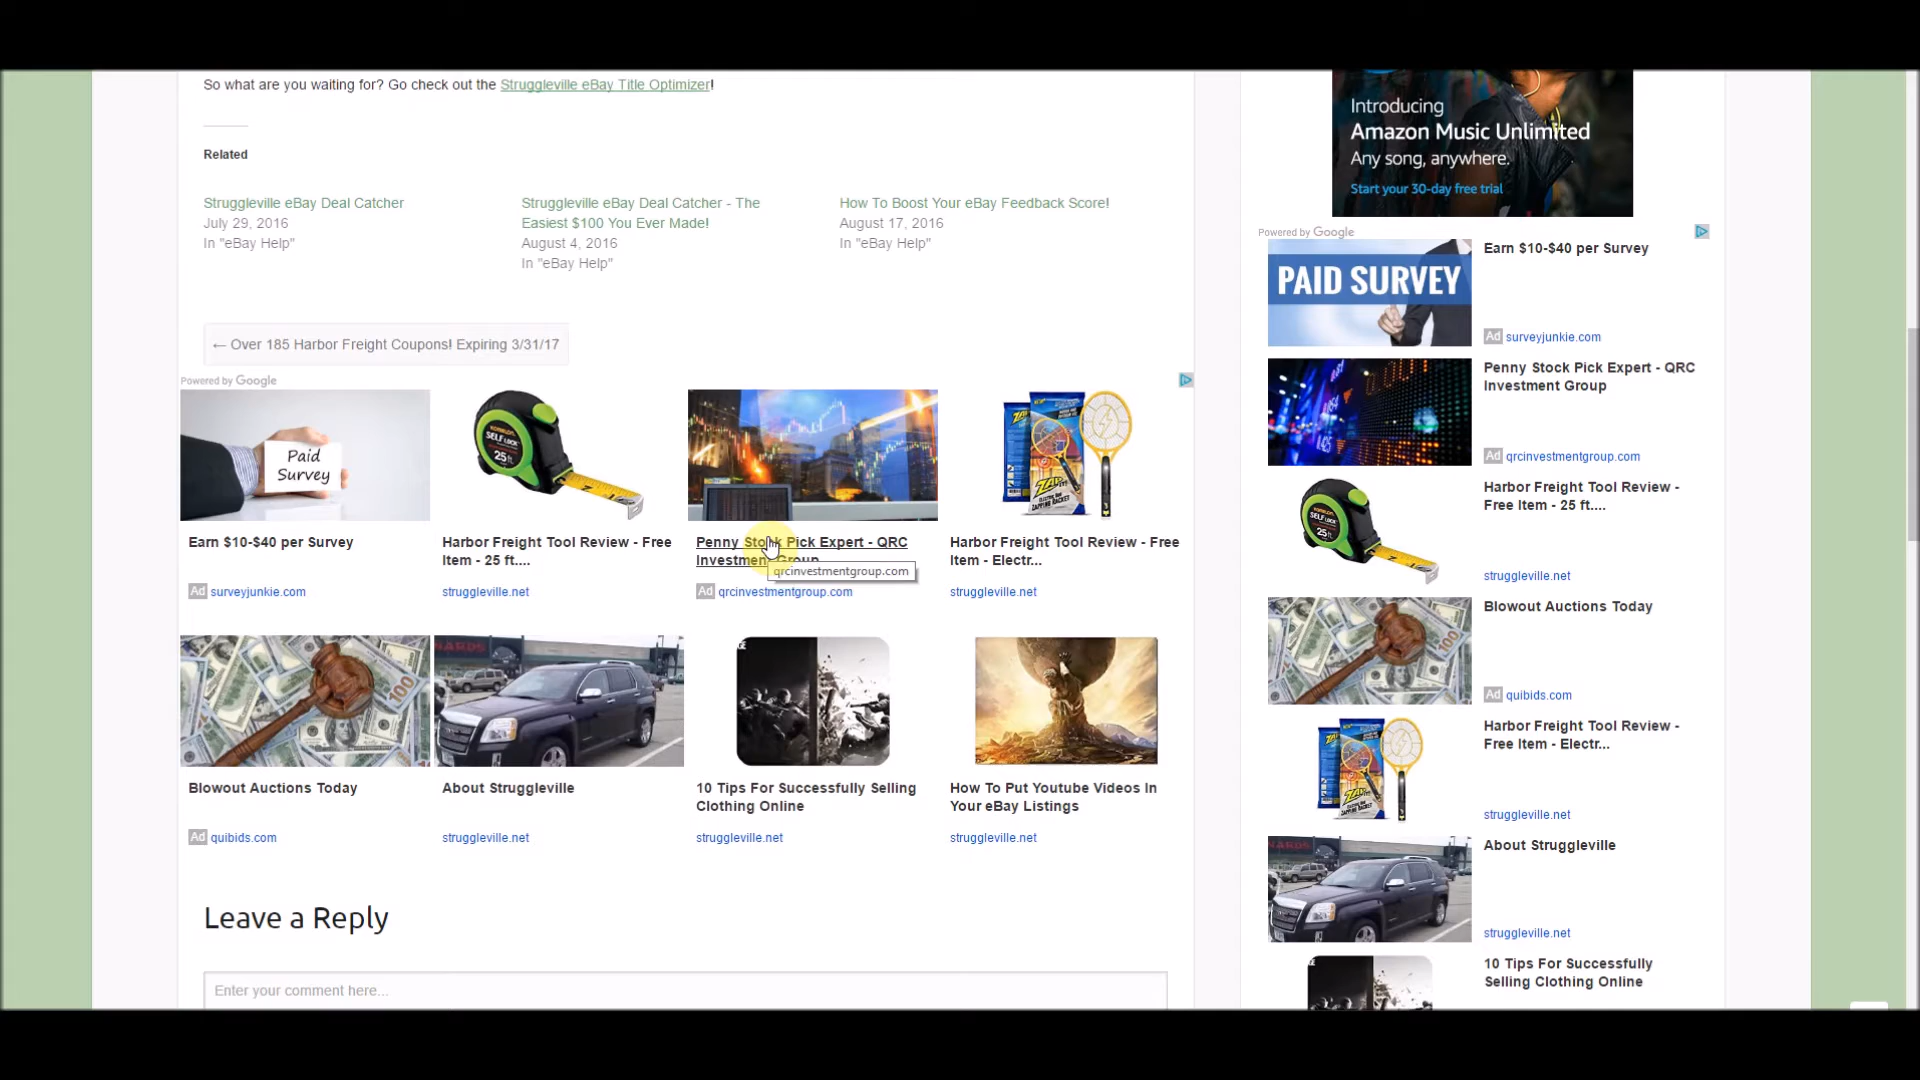 So what are you waiting for? Go check out the Struggleville eBay Title Optimizer!
Related
Struggleville eBay Deal Catcher
July 29, 2016
In "eBay Help"
Struggleville eBay Deal Catcher - The
Easiest $100 You Ever Made!
August 4, 2016
In "eBay Help"
How To Boost Your eBay Feedback Score!
August 17, 2016
In "eBay Help"
← Over 185 Harbor Freight Coupons! Expiring 3/31/17
Powered by Google
Paid
Survey
Earn $10-$40 per Survey
Ad surveyjunkie.com
SELF LOCK
25 ft
Harbor Freight Tool Review - Free
Item - 25 ft....
struggleville.net
Penny Stock Pick Expert - QRC
Investment Group
qrcinvestmentgroup.com
Ad qrcinvestmentgroup.com
Harbor Freight Tool Review - Free
Item - Electr...
struggleville.net
Blowout Auctions Today
Ad quibids.com
About Struggleville
struggleville.net
10 Tips For Successfully Selling
Clothing Online
struggleville.net
How To Put Youtube Videos In
Your eBay Listings
struggleville.net
Leave a Reply
Enter your comment here...
Introducing
Amazon Music Unlimited
Any song, anywhere.
Start your 30-day free trial
Powered by Google
PAID SURVEY
Earn $10-$40 per Survey
Ad surveyjunkie.com
Penny Stock Pick Expert - QRC
Investment Group
Ad qrcinvestmentgroup.com
Harbor Freight Tool Review -
Free Item - 25 ft....
struggleville.net
Blowout Auctions Today
Ad quibids.com
Harbor Freight Tool Review -
Free Item - Electr...
struggleville.net
About Struggleville
struggleville.net
10 Tips For Successfully
Selling Clothing Online